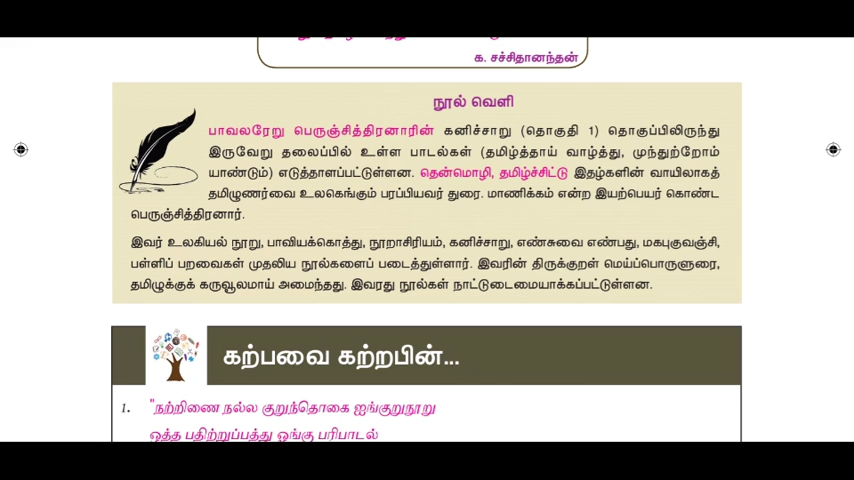 க. சச்சிதானந்தன்
நூல் வெளி
பாவலரேறு பெருஞ்சித்திரனாரின் கனிச்சாறு (தொகுதி 1) தொகுப்பிலிருந்து
இருவேறு தலைப்பில் உள்ள பாடல்கள் (தமிழ்த்தாய் வாழ்த்து, முந்துற்றோம்
யாண்டும்) எடுத்தாளப்பட்டுள்ளன. தென்மொழி, தமிழ்ச்சிட்டு இதழ்களின் வாயிலாகத்
தமிழுணர்வை உலகெங்கும் பரப்பியவர் துரை. மாணிக்கம் என்ற இயற்பெயர் கொண்ட
பெருஞ்சித்திரனார்.
இவர் உலகியல் நூறு, பாவியக்கொத்து, நூறாசிரியம், கனிச்சாறு, எண்சுவை எண்பது, மகபுகுவஞ்சி,
பள்ளிப் பறவைகள் முதலிய நூல்களைப் படைத்துள்ளார். இவரின் திருக்குறள் மெய்ப்பொருளுரை,
தமிழுக்குக் கருவூலமாய் அமைந்தது. இவரது நூல்கள் நாட்டுடைமையாக்கப்பட்டுள்ளன.
கற்பவை கற்றபின்...
1. "நற்றிணை நல்ல குறுந்தொகை ஐங்குறுநூறு
ஒத்த பதிற்றுப்பத்து ஓங்கு பரிபாடல்